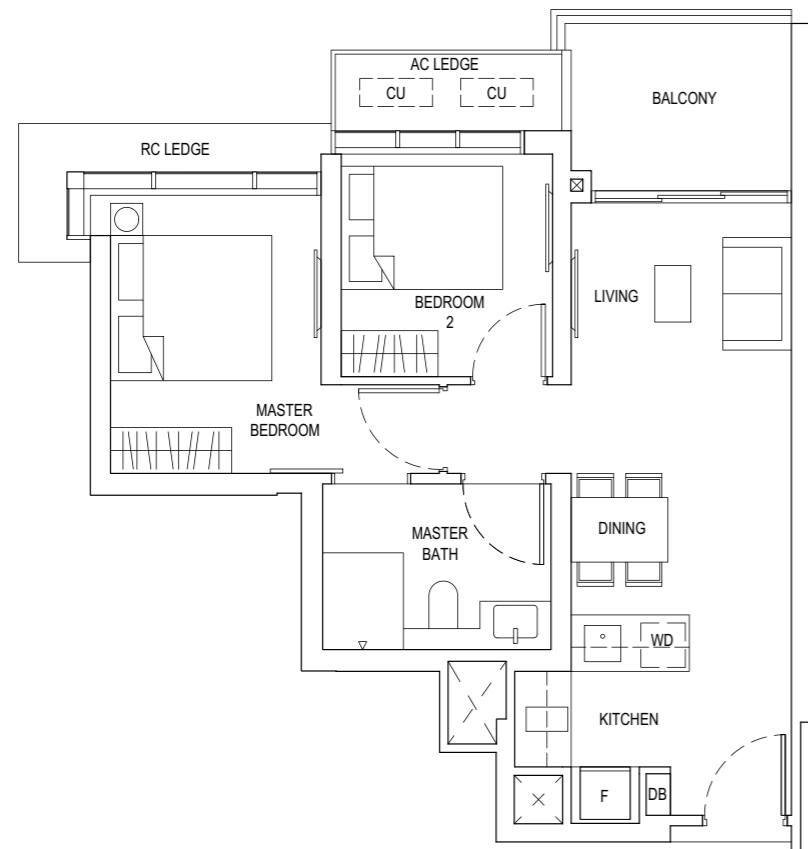 AC LEDGE
CU
CU
BALCONY
RC LEDGE
BEDROOM
2
LIVING
MASTER
BEDROOM
MASTER
BATH
DINING
WD
KITCHEN
F
DB